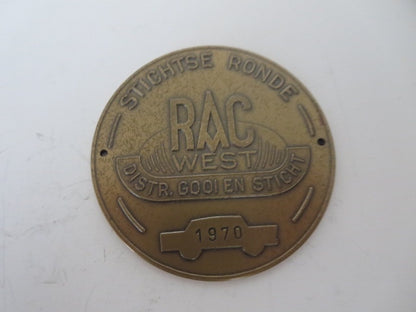 STICHTSE RONDE
RAC
WEST
DISTR. GOOI EN STICHT
1970